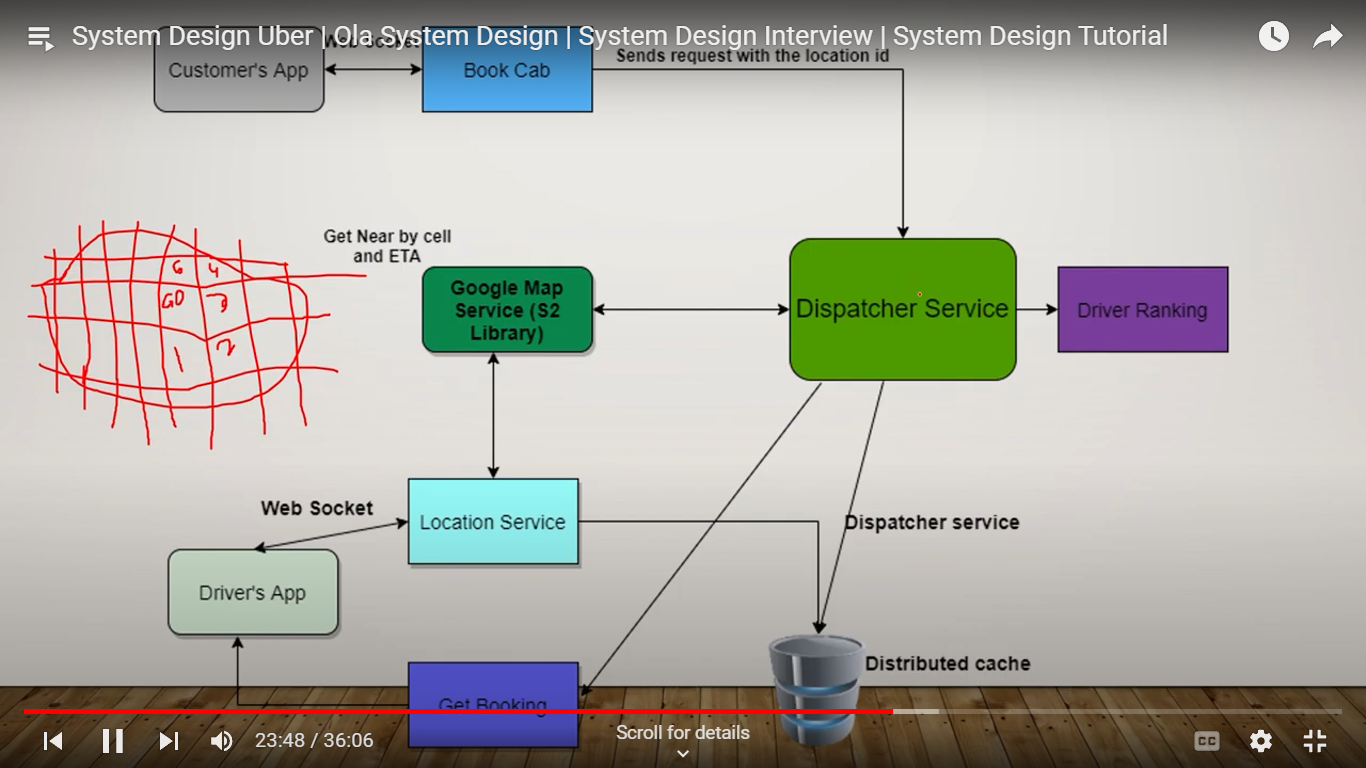 System Design Uber | Ola System Design | System Design Interview | System Design Tutorial
Web Socket
Sends request with the location id
Customer's App
Book Cab
Get Near by cell
and ETA
6 4
GD 3
1 2
Google Map
Service (S2
Library)
Dispatcher Service
Driver Ranking
Web Socket
Location Service
Dispatcher service
Driver's App
Distributed cache
Get Booking
23:48 / 36:06
Scroll for details
CC